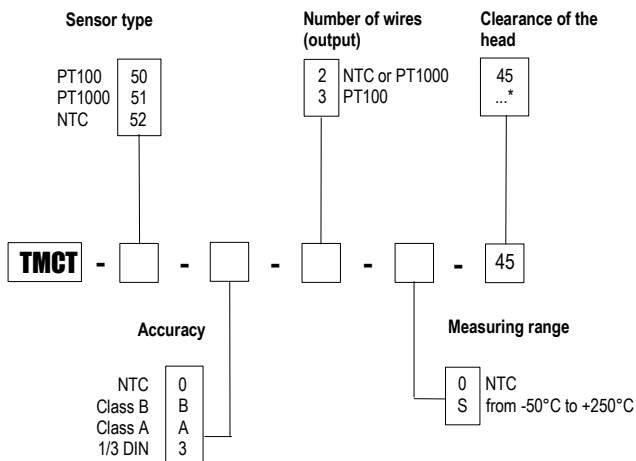 Sensor type
Number of wires
(output)
Clearance of the
head
PT100 50
PT1000 51
NTC 52
2 NTC or PT1000
3 PT100
45
...*
TMCT - - - - - 45
Accuracy
Measuring range
NTC 0
Class B B
Class A A
1/3 DIN 3
0 NTC
S from -50°C to +250°C